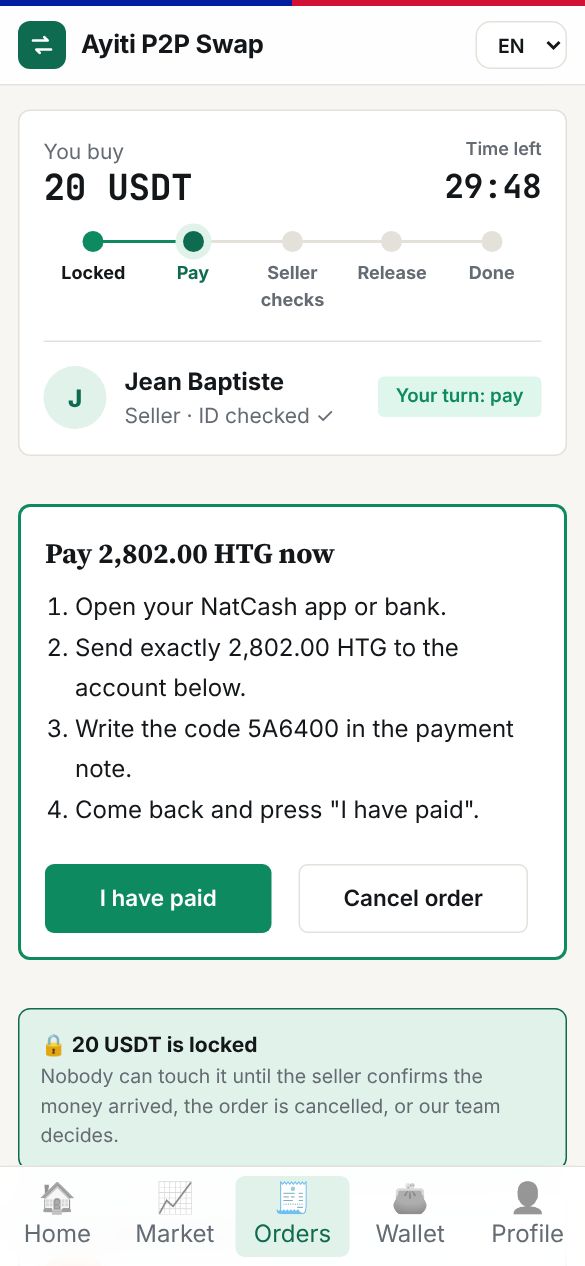 Ayiti P2P Swap
EN
You buy
Time left
20 USDT
29:48
Locked
Pay
Seller
checks
Release
Done
J
Jean Baptiste
Seller · ID checked ✓
Your turn: pay
Pay 2,802.00 HTG now
1. Open your NatCash app or bank.
2. Send exactly 2,802.00 HTG to the
account below.
3. Write the code 5A6400 in the payment
note.
4. Come back and press "I have paid".
I have paid
Cancel order
🔒 20 USDT is locked
Nobody can touch it until the seller confirms the
money arrived, the order is cancelled, or our team
decides.
Home
Market
Orders
Wallet
Profile